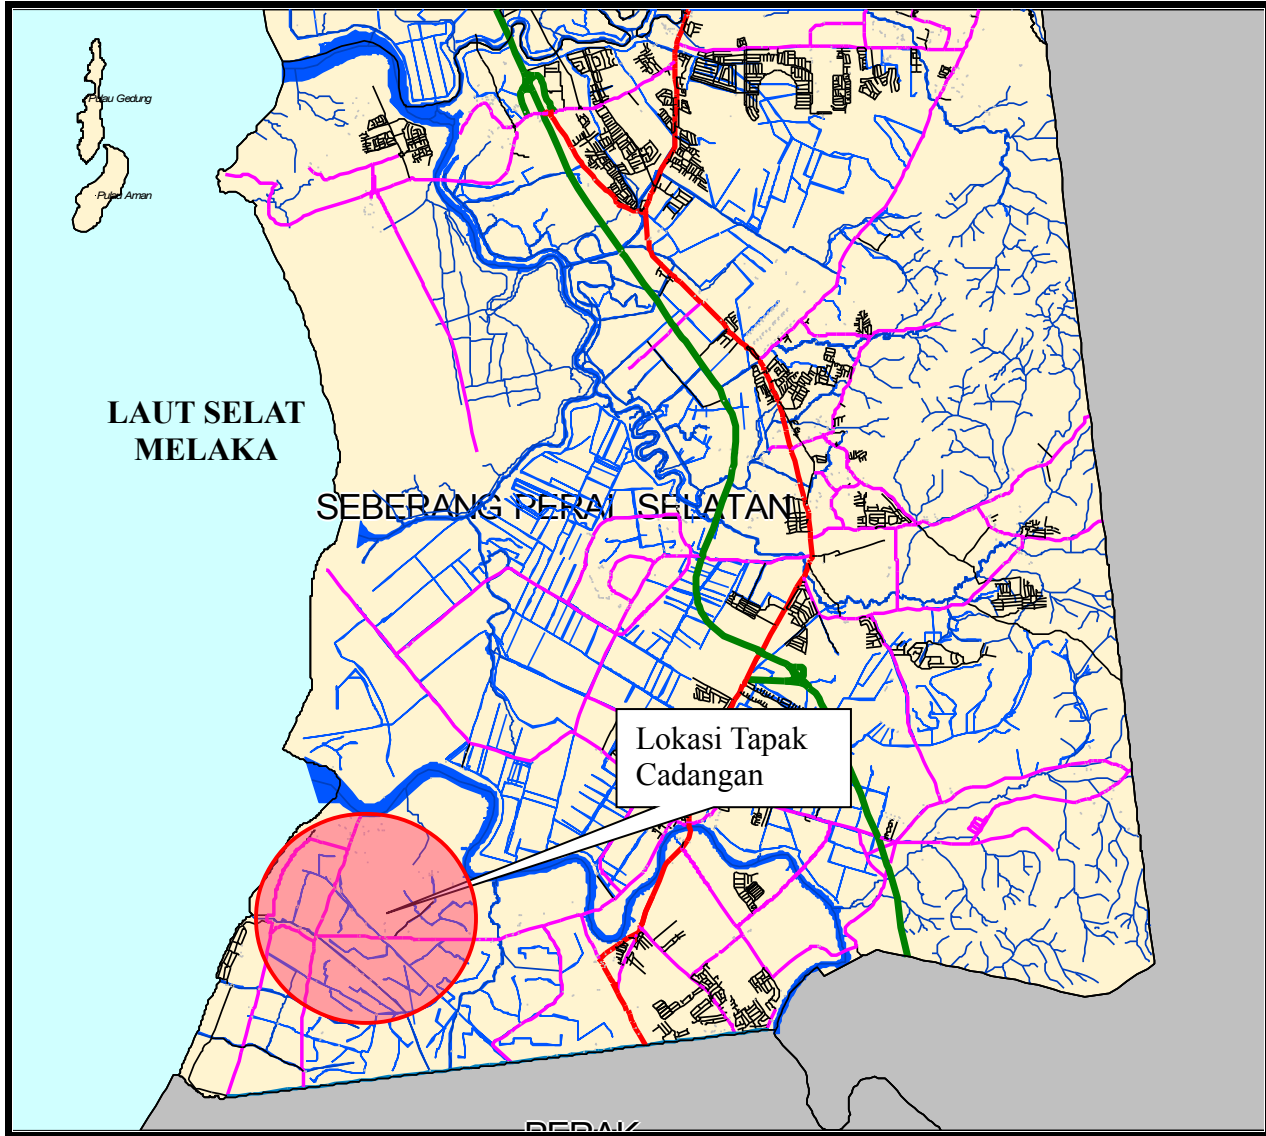 Pulau Gedung
Pulau Aman
LAUT SELAT
MELAKA
SEBERANG PERAI SELATAN
Lokasi Tapak
Cadangan
PERAK